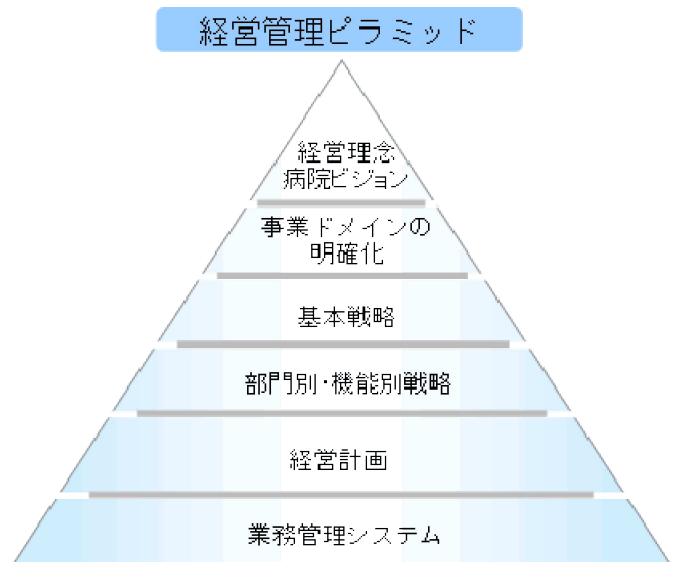 経営管理ピラミッド
経営理念
病院ビジョン
事業ドメインの
明確化
基本戦略
部門別・機能別戦略
経営計画
業務管理システム